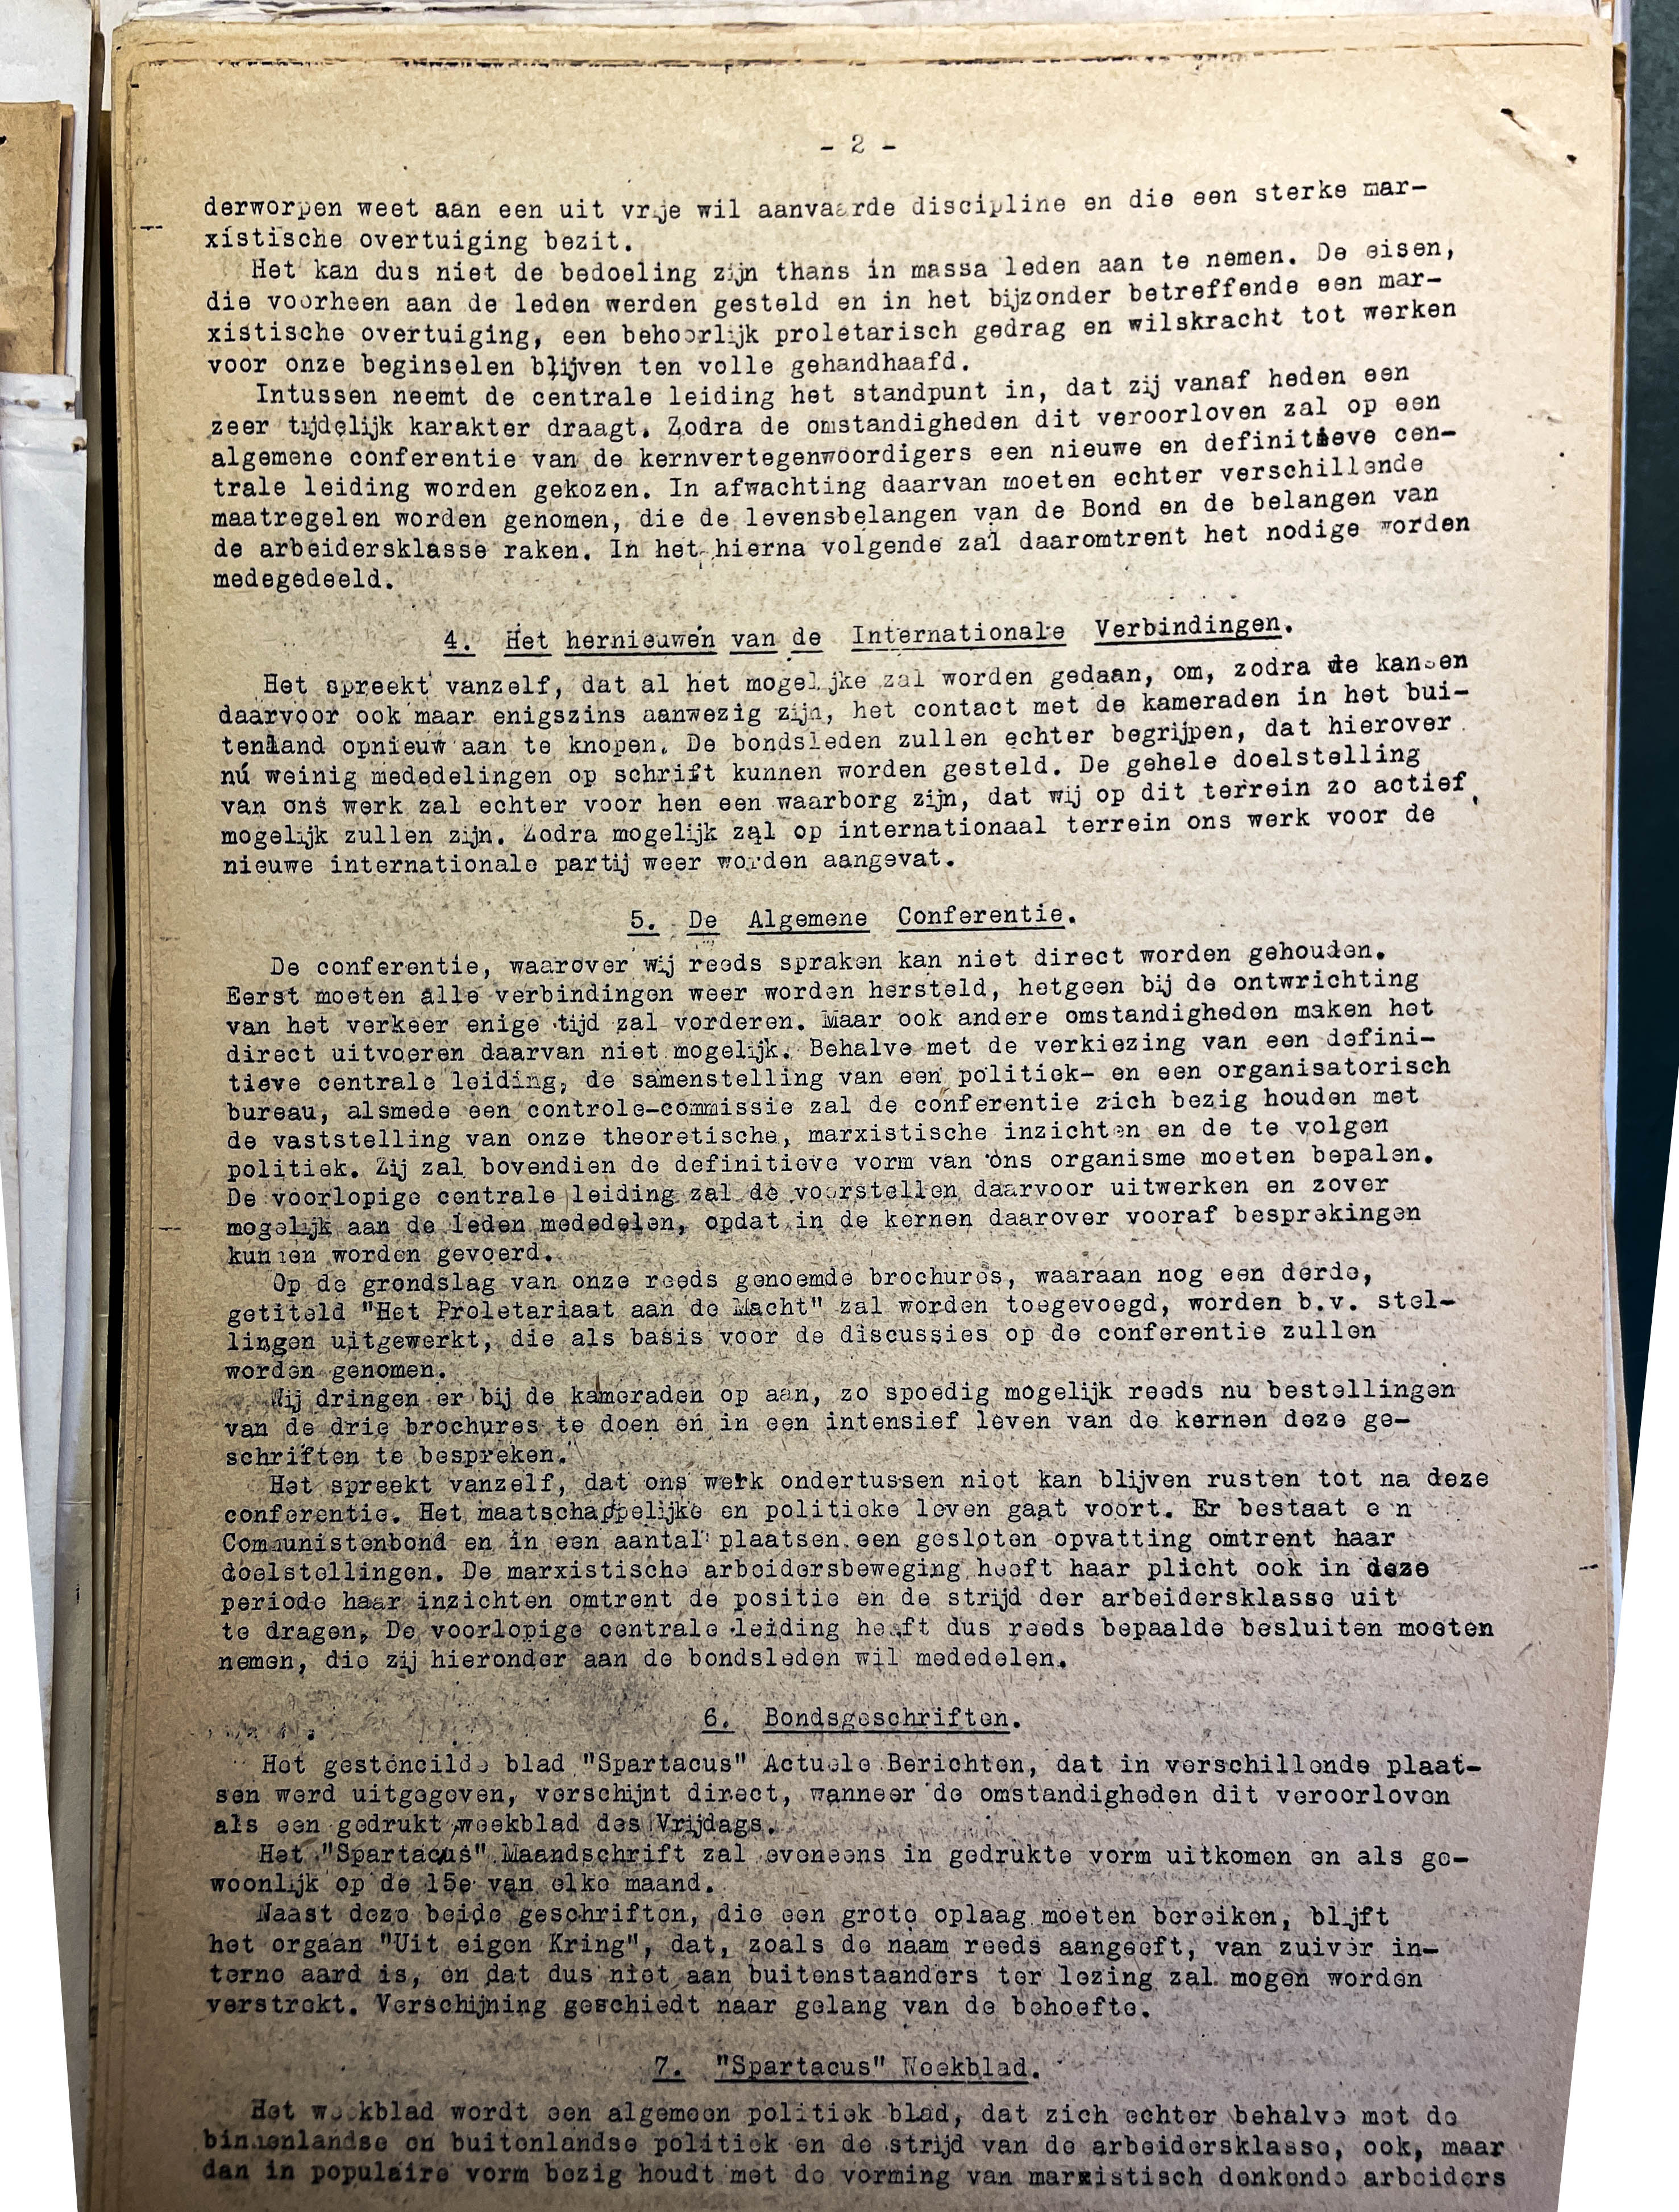 - 2 -
derworpen weet aan een uit vrije wil aanvaarde discipline en die een sterke mar-
xistische overtuiging bezit.
Het kan dus niet de bedoeling zijn thans in massa leden aan te nemen. De eisen,
die voorheen aan de leden werden gesteld en in het bijzonder betreffende een mar-
xistische overtuiging, een behoorlijk proletarisch gedrag en wilskracht tot werken
voor onze beginselen blijven ten volle gehandhaafd.
Intussen neemt de centrale leiding het standpunt in, dat zij vanaf heden een
zeer tijdelijk karakter draagt. Zodra de omstandigheden dit veroorloven zal op een
algemene conferentie van de kernvertegenwoordigers een nieuwe en definitieve cen-
trale leiding worden gekozen. In afwachting daarvan moeten echter verschillende
maatregelen worden genomen, die de levensbelangen van de Bond en de belangen van
de arbeidersklasse raken. In het hierna volgende zal daaromtrent het nodige worden
medegedeeld.
4. Het hernieuwen van de Internationale Verbindingen.
Het spreekt vanzelf, dat al het mogelijke zal worden gedaan, om, zodra de kansen
daarvoor ook maar enigszins aanwezig zijn, het contact met de kameraden in het bui-
tenland opnieuw aan te knopen. De bondsleden zullen echter begrijpen, dat hierover
nú weinig mededelingen op schrift kunnen worden gesteld. De gehele doelstelling
van ons werk zal echter voor hen een waarborg zijn, dat wij op dit terrein zo actief
mogelijk zullen zijn. Zodra mogelijk zal op internationaal terrein ons werk voor de
nieuwe internationale partij weer worden aangevat.
5. De Algemene Conferentie.
De conferentie, waarover wij reeds spraken kan niet direct worden gehouden.
Eerst moeten alle verbindingen weer worden hersteld, hetgeen bij de ontwrichting
van het verkeer enige tijd zal vorderen. Maar ook andere omstandigheden maken het
direct uitvoeren daarvan niet mogelijk. Behalve met de verkiezing van een defini-
tieve centrale leiding, de samenstelling van een politiek- en een organisatorisch
bureau, alsmede een controle-commissie zal de conferentie zich bezig houden met
de vaststelling van onze theoretische, marxistische inzichten en de te volgen
politiek. Zij zal bovendien de definitieve vorm van ons organisme moeten bepalen.
De voorlopige centrale leiding zal de voorstellen daarvoor uitwerken en zover
mogelijk aan de leden mededelen, opdat in de kernen daarover vooraf besprekingen
kunnen worden gevoerd.
Op de grondslag van onze reeds genoemde brochures, waaraan nog een derde,
getiteld "Het Proletariaat aan de Macht" zal worden toegevoegd, worden b.v. stel-
lingen uitgewerkt, die als basis voor de discussies op de conferentie zullen
worden genomen.
Wij dringen er bij de kameraden op aan, zo spoedig mogelijk reeds nu bestellingen
van de drie brochures te doen en in een intensief leven van de kernen deze ge-
schriften te bespreken.
Het spreekt vanzelf, dat ons werk ondertussen niet kan blijven rusten tot na deze
conferentie. Het maatschappelijke en politieke leven gaat voort. Er bestaat een
Communistenbond en in een aantal plaatsen een gesloten opvatting omtrent haar
doelstellingen. De marxistische arbeidersbeweging heeft haar plicht ook in deze
periode haar inzichten omtrent de positie en de strijd der arbeidersklasse uit
te dragen. De voorlopige centrale leiding heeft dus reeds bepaalde besluiten moeten
nemen, die zij hieronder aan de bondsleden wil mededelen.
6. Bondsgeschriften.
Het gestencilde blad "Spartacus" Actuele Berichten, dat in verschillende plaat-
sen werd uitgegeven, verschijnt direct, wanneer de omstandigheden dit veroorloven
als een gedrukt weekblad des Vrijdags.
Het "Spartacus" Maandschrift zal eveneens in gedrukte vorm uitkomen en als ge-
woonlijk op de 15e van elke maand.
Naast deze beide geschriften, die een grote oplaag moeten bereiken, blijft
het orgaan "Uit eigen Kring", dat, zoals de naam reeds aangeeft, van zuiver in-
terne aard is, en dat dus niet aan buitenstaanders ter lezing zal mogen worden
verstrekt. Verschijning geschiedt naar gelang van de behoefte.
7. "Spartacus" Weekblad.
Het weekblad wordt een algemeen politiek blad, dat zich echter behalve met de
binnenlandse en buitenlandse politiek en de strijd van de arbeidersklasse, ook, maar
dan in populaire vorm bezig houdt met de vorming van marxistisch denkende arbeiders